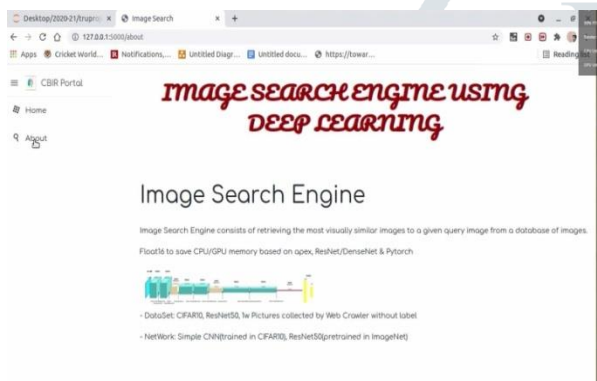 Desktop/2020-21/truproj
Image Search
127.0.0.1:5000/about
Apps
Cricket World...
Notifications,...
Untitled Diagr...
Untitled docu...
https://towar...
Reading list
CBIR Portal
Home
About
IMAGE SEARCH ENGINE USING
DEEP LEARNING
Image Search Engine
Image Search Engine consists of retrieving the most visually similar images to a given query image from a database of images.
Float16 to save CPU/GPU memory based on apex, ResNet/DenseNet & Pytorch
- DataSet: CIFAR10, ResNet50, 1w Pictures collected by Web Crawler without label
- NetWork: Simple CNN(trained in CIFAR10), ResNet50(pretrained in ImageNet)